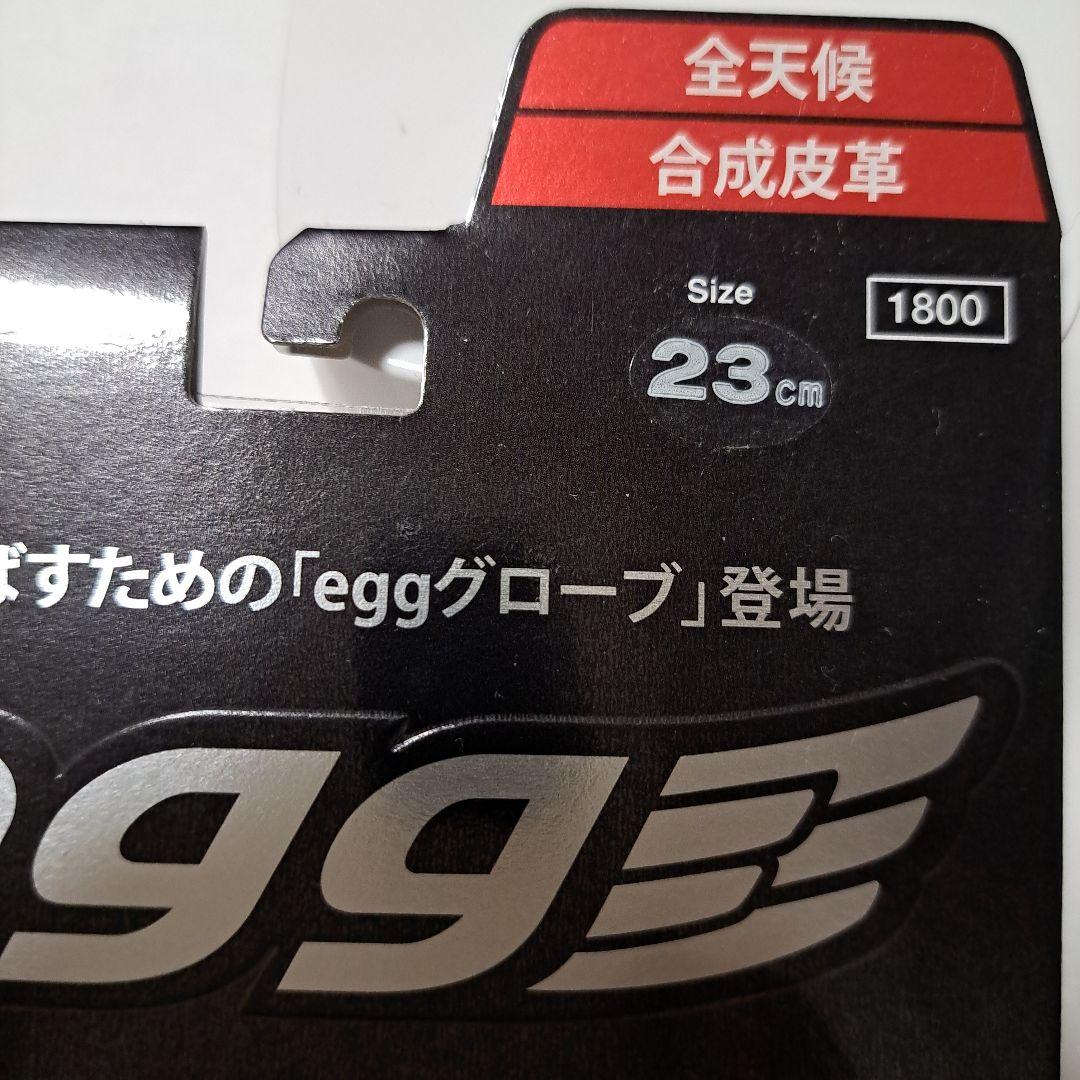 全天候
合成皮革
Size
1800
23cm
ばすための「eggグローブ」登場
egg